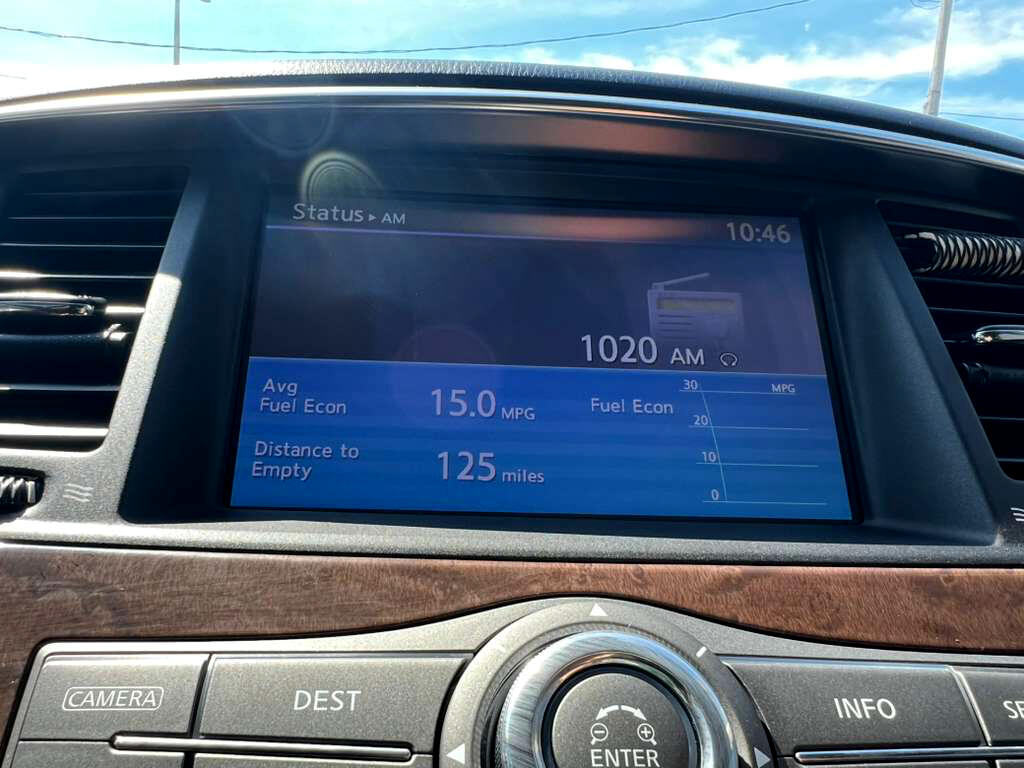 Status ▸ AM
10:46
1020 AM
Avg
Fuel Econ
15.0 MPG
Distance to
Empty
125 miles
Fuel Econ
30 MPG
20
10
0
CAMERA
DEST
INFO
ENTER